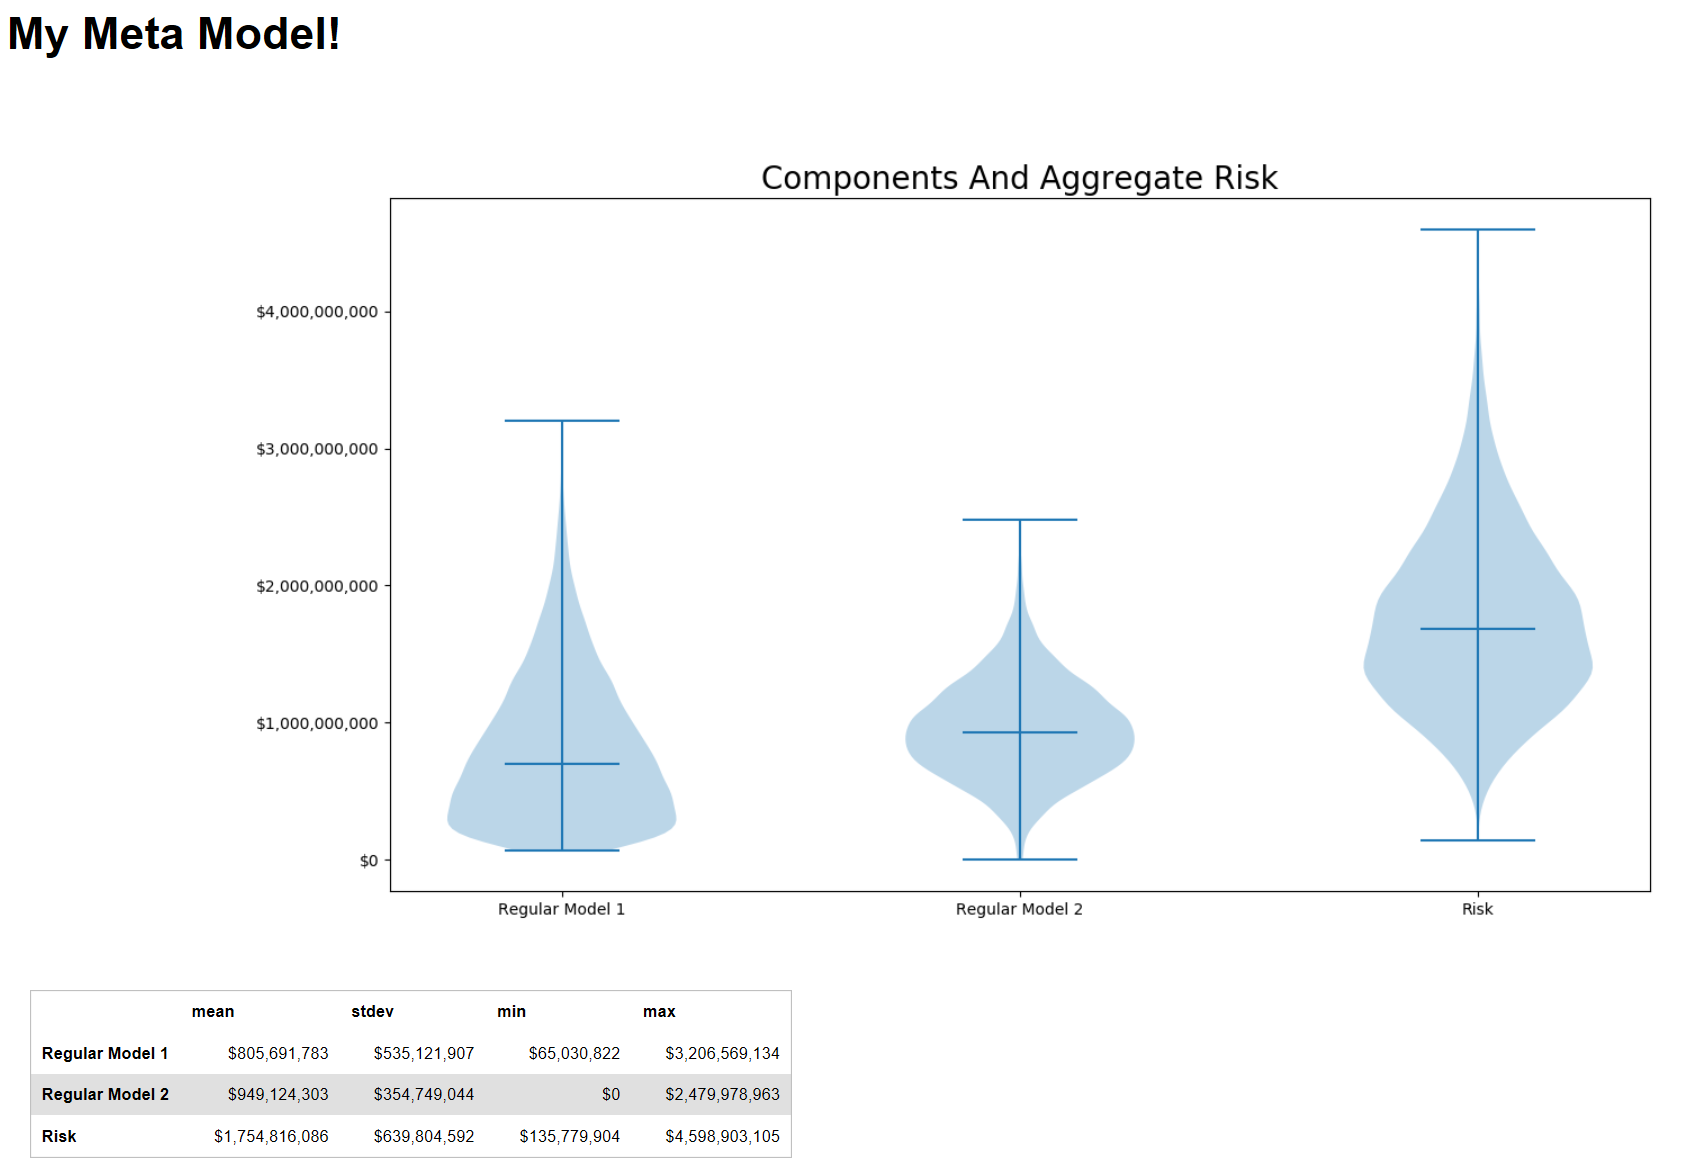 My Meta Model!
Components And Aggregate Risk
$4,000,000,000
$3,000,000,000
$2,000,000,000
$1,000,000,000
$0
Regular Model 1 Regular Model 2 Risk
mean stdev min max
Regular Model 1 $805,691,783 $535,121,907 $65,030,822 $3,206,569,134
Regular Model 2 $949,124,303 $354,749,044 $0 $2,479,978,963
Risk $1,754,816,086 $639,804,592 $135,779,904 $4,598,903,105